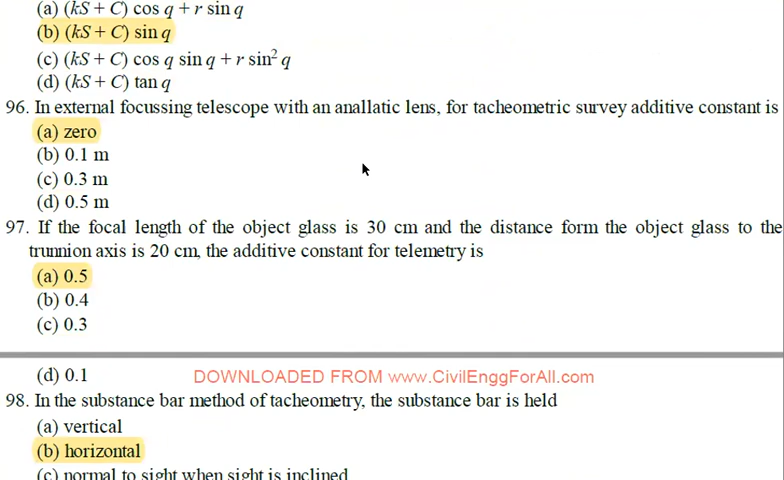 (a) (kS + C) cos q + r sin q
(b) (kS + C) sin q
(c) (kS + C) cos q sin q + r sin² q
(d) (kS + C) tan q
96. In external focussing telescope with an anallatic lens, for tacheometric survey additive constant is
(a) zero
(b) 0.1 m
(c) 0.3 m
(d) 0.5 m
97. If the focal length of the object glass is 30 cm and the distance form the object glass to the
trunnion axis is 20 cm, the additive constant for telemetry is
(a) 0.5
(b) 0.4
(c) 0.3
(d) 0.1
DOWNLOADED FROM www.CivilEnggForAll.com
98. In the substance bar method of tacheometry, the substance bar is held
(a) vertical
(b) horizontal
(c) normal to sight when sight is inclined